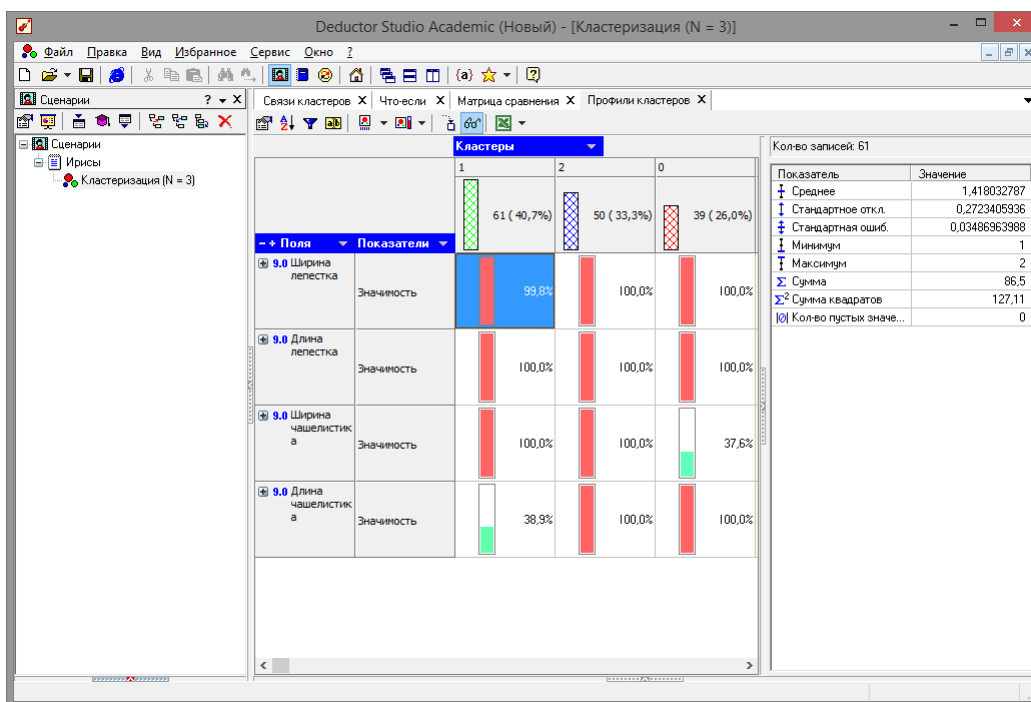 Deductor Studio Academic (Новый) - [Кластеризация (N = 3)]
Файл Правка Вид Избранное Сервис Окно ?
{a}
Сценарии ?
Связи кластеров X Что-если X Матрица сравнения X Профили кластеров X
Сценарии
Ирисы
Кластеризация (N = 3)
Кластеры
1 2 0
61 ( 40,7%) 50 ( 33,3%) 39 ( 26,0%)
- + Поля Показатели
9.0 Ширина
лепестка
Значимость 99,8% 100,0% 100,0%
9.0 Длина
лепестка
Значимость 100,0% 100,0% 100,0%
9.0 Ширина
чашелистик
а
Значимость 100,0% 100,0% 37,6%
9.0 Длина
чашелистик
а
Значимость 38,9% 100,0% 100,0%
Кол-во записей: 61
Показатель Значение
Среднее 1,418032787
Стандартное откл. 0,2723405936
Стандартная ошиб. 0,03486963988
Минимум 1
Максимум 2
Σ Сумма 86,5
Σ² Сумма квадратов 127,11
|0| Кол-во пустых значе... 0